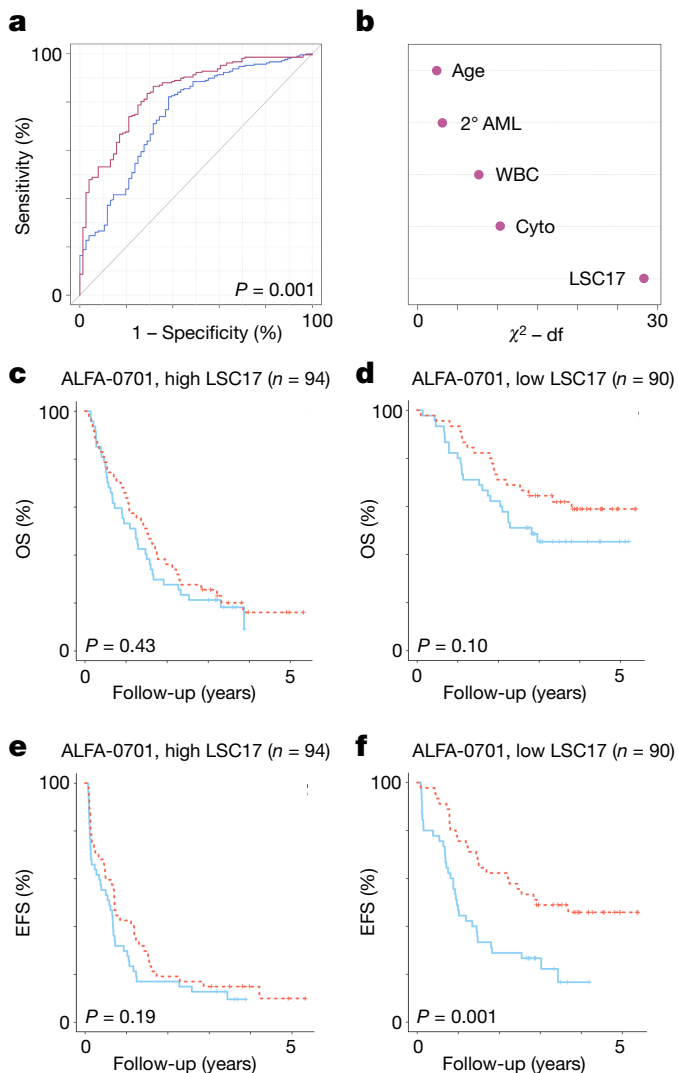 a
100
Sensitivity (%)
0
P = 0.001
0
100
1 – Specificity (%)
b
Age
2° AML
WBC
Cyto
LSC17
0
30
χ² – df
c
ALFA-0701, high LSC17 (n = 94)
100
OS (%)
P = 0.43
0
0
5
Follow-up (years)
d
ALFA-0701, low LSC17 (n = 90)
100
OS (%)
P = 0.10
0
0
5
Follow-up (years)
e
ALFA-0701, high LSC17 (n = 94)
100
EFS (%)
P = 0.19
0
0
5
Follow-up (years)
f
ALFA-0701, low LSC17 (n = 90)
100
EFS (%)
P = 0.001
0
0
5
Follow-up (years)